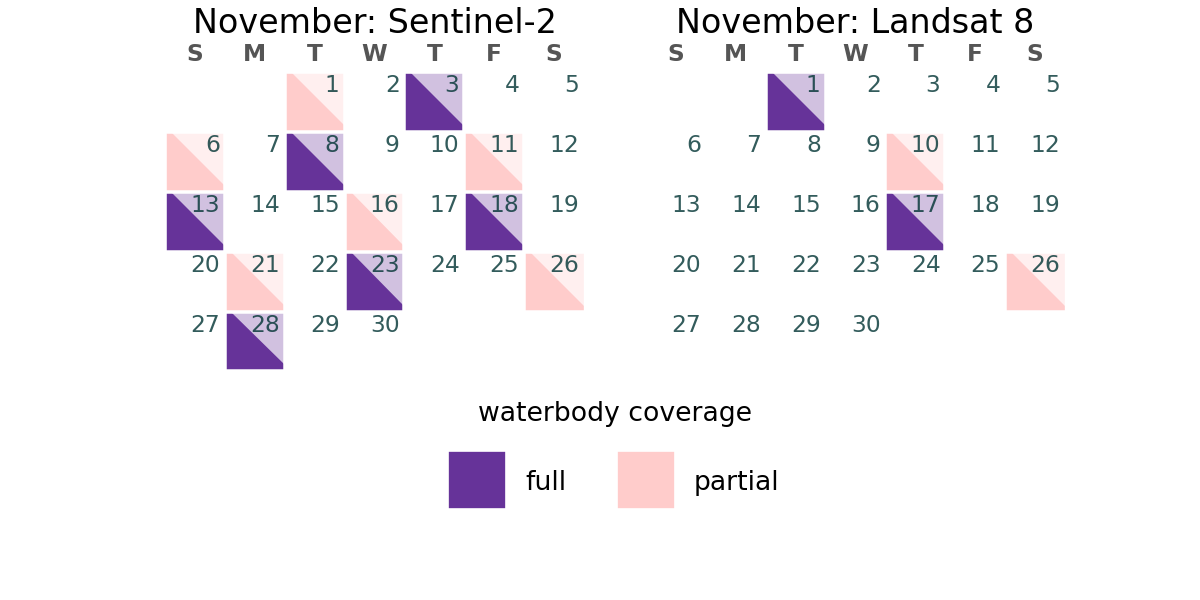 November: Sentinel-2
S M T W T F S
1 2 3 4 5
6 7 8 9 10 11 12
13 14 15 16 17 18 19
20 21 22 23 24 25 26
27 28 29 30
November: Landsat 8
S M T W T F S
1 2 3 4 5
6 7 8 9 10 11 12
13 14 15 16 17 18 19
20 21 22 23 24 25 26
27 28 29 30
waterbody coverage
full
partial